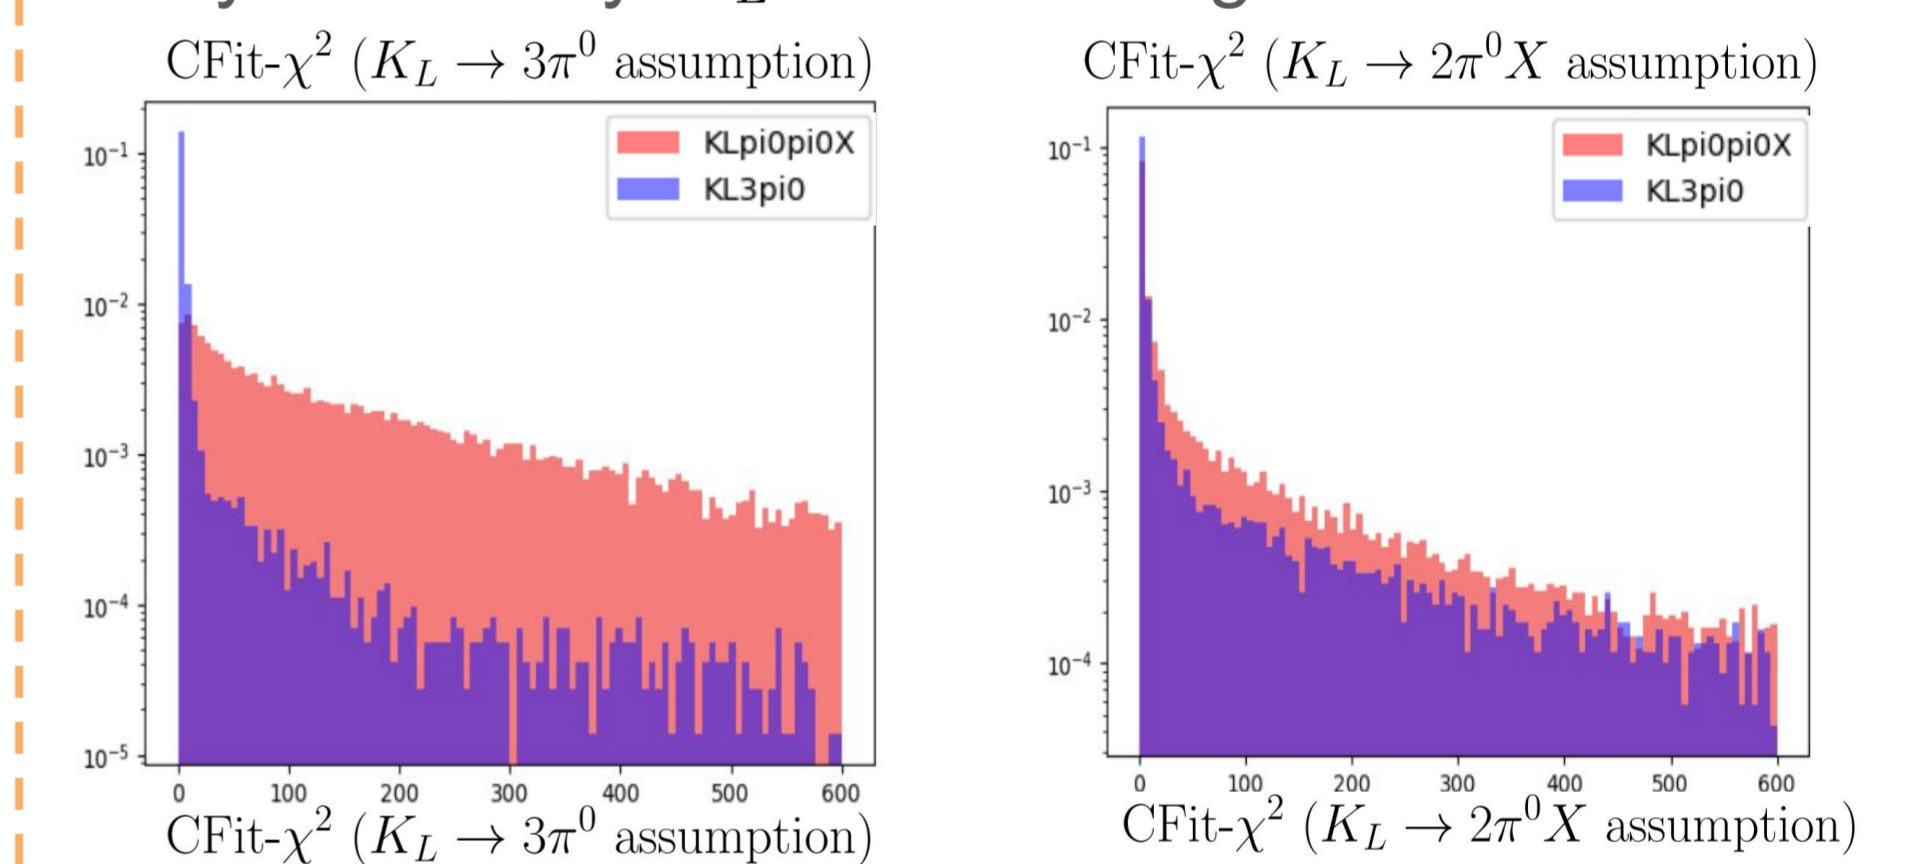 CFit-χ² (K_L → 3π⁰ assumption)
KLpi0pi0X
KL3pi0
10⁻¹
10⁻²
10⁻³
10⁻⁴
10⁻⁵
0 100 200 300 400 500 600
CFit-χ² (K_L → 3π⁰ assumption)
CFit-χ² (K_L → 2π⁰X assumption)
KLpi0pi0X
KL3pi0
10⁻¹
10⁻²
10⁻³
10⁻⁴
0 100 200 300 400 500 600
CFit-χ² (K_L → 2π⁰X assumption)